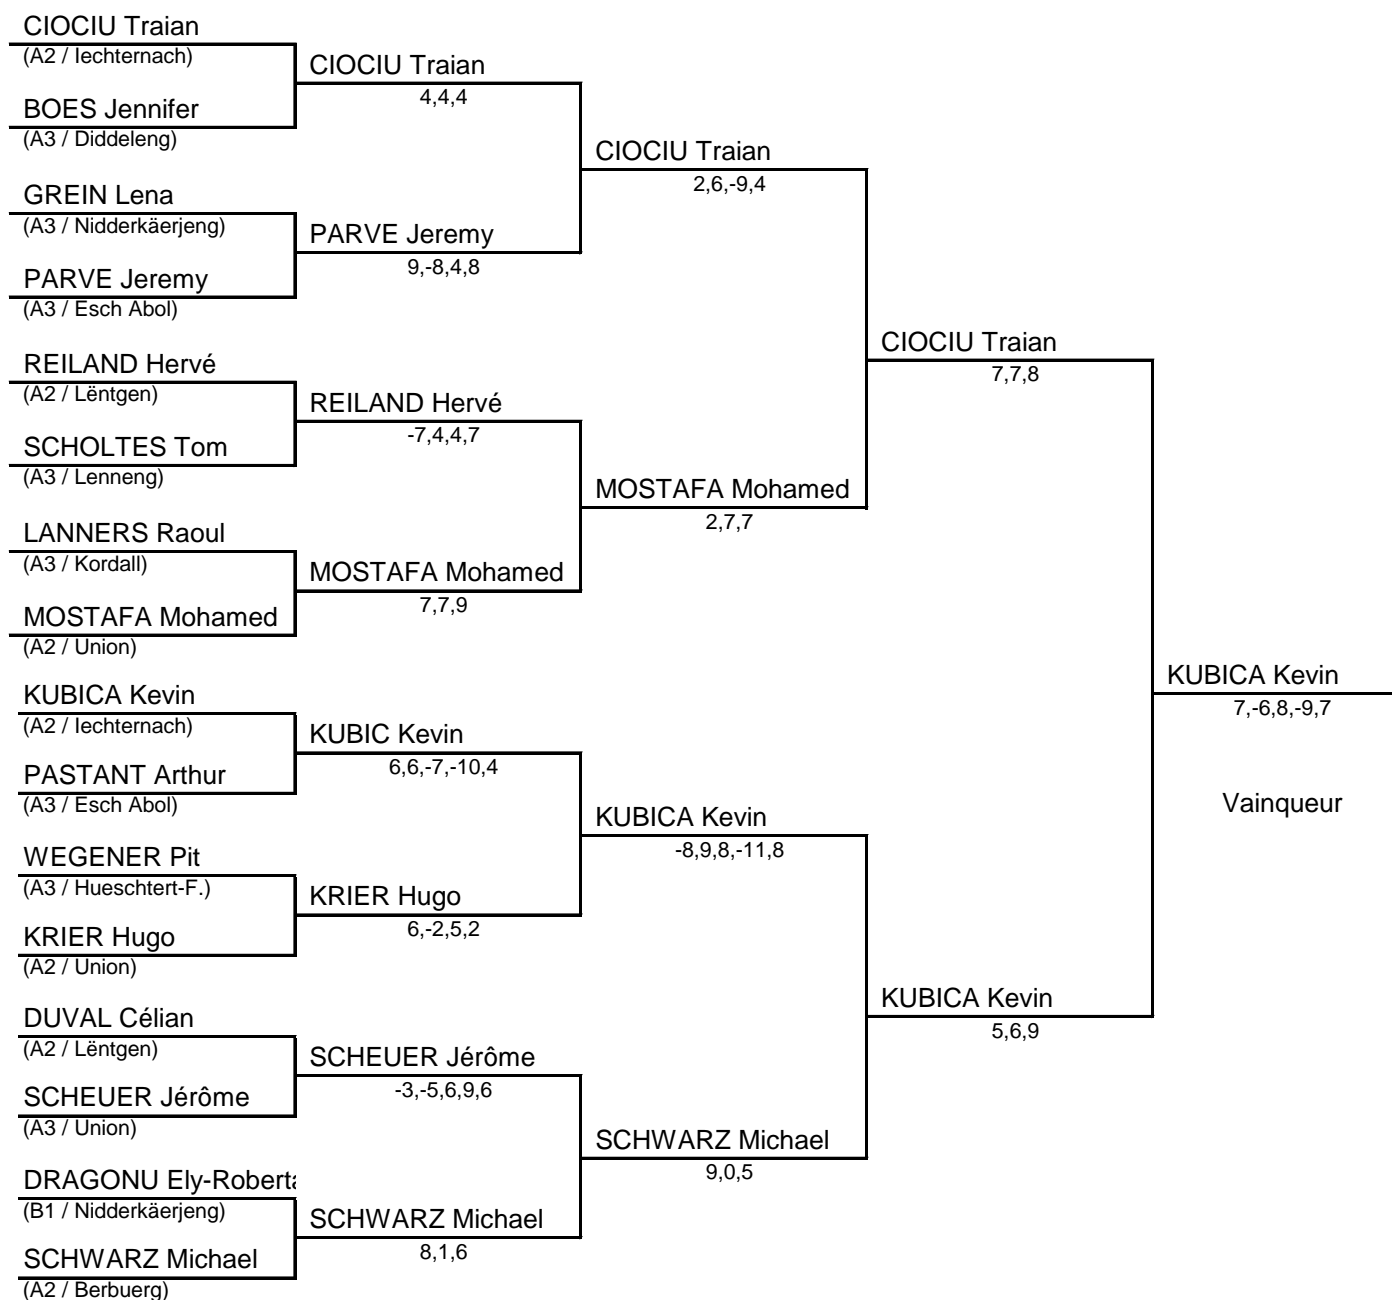 CIOCIU Traian
(A2 / Iechternach)
BOES Jennifer
(A3 / Diddeleng)
GREIN Lena
(A3 / Nidderkäerjeng)
PARVE Jeremy
(A3 / Esch Abol)
REILAND Hervé
(A2 / Lëntgen)
SCHOLTES Tom
(A3 / Lenneng)
LANNERS Raoul
(A3 / Kordall)
MOSTAFA Mohamed
(A2 / Union)
KUBICA Kevin
(A2 / Iechternach)
PASTANT Arthur
(A3 / Esch Abol)
WEGENER Pit
(A3 / Hueschtert-F.)
KRIER Hugo
(A2 / Union)
DUVAL Célian
(A2 / Lëntgen)
SCHEUER Jérôme
(A3 / Union)
DRAGONU Ely-Roberta
(B1 / Nidderkäerjeng)
SCHWARZ Michael
(A2 / Berbuerg)
CIOCIU Traian
4,4,4
PARVE Jeremy
9,-8,4,8
REILAND Hervé
-7,4,4,7
MOSTAFA Mohamed
7,7,9
KUBIC Kevin
6,6,-7,-10,4
KRIER Hugo
6,-2,5,2
SCHEUER Jérôme
-3,-5,6,9,6
SCHWARZ Michael
8,1,6
CIOCIU Traian
2,6,-9,4
MOSTAFA Mohamed
2,7,7
KUBICA Kevin
-8,9,8,-11,8
SCHWARZ Michael
9,0,5
CIOCIU Traian
7,7,8
KUBICA Kevin
5,6,9
KUBICA Kevin
7,-6,8,-9,7
Vainqueur